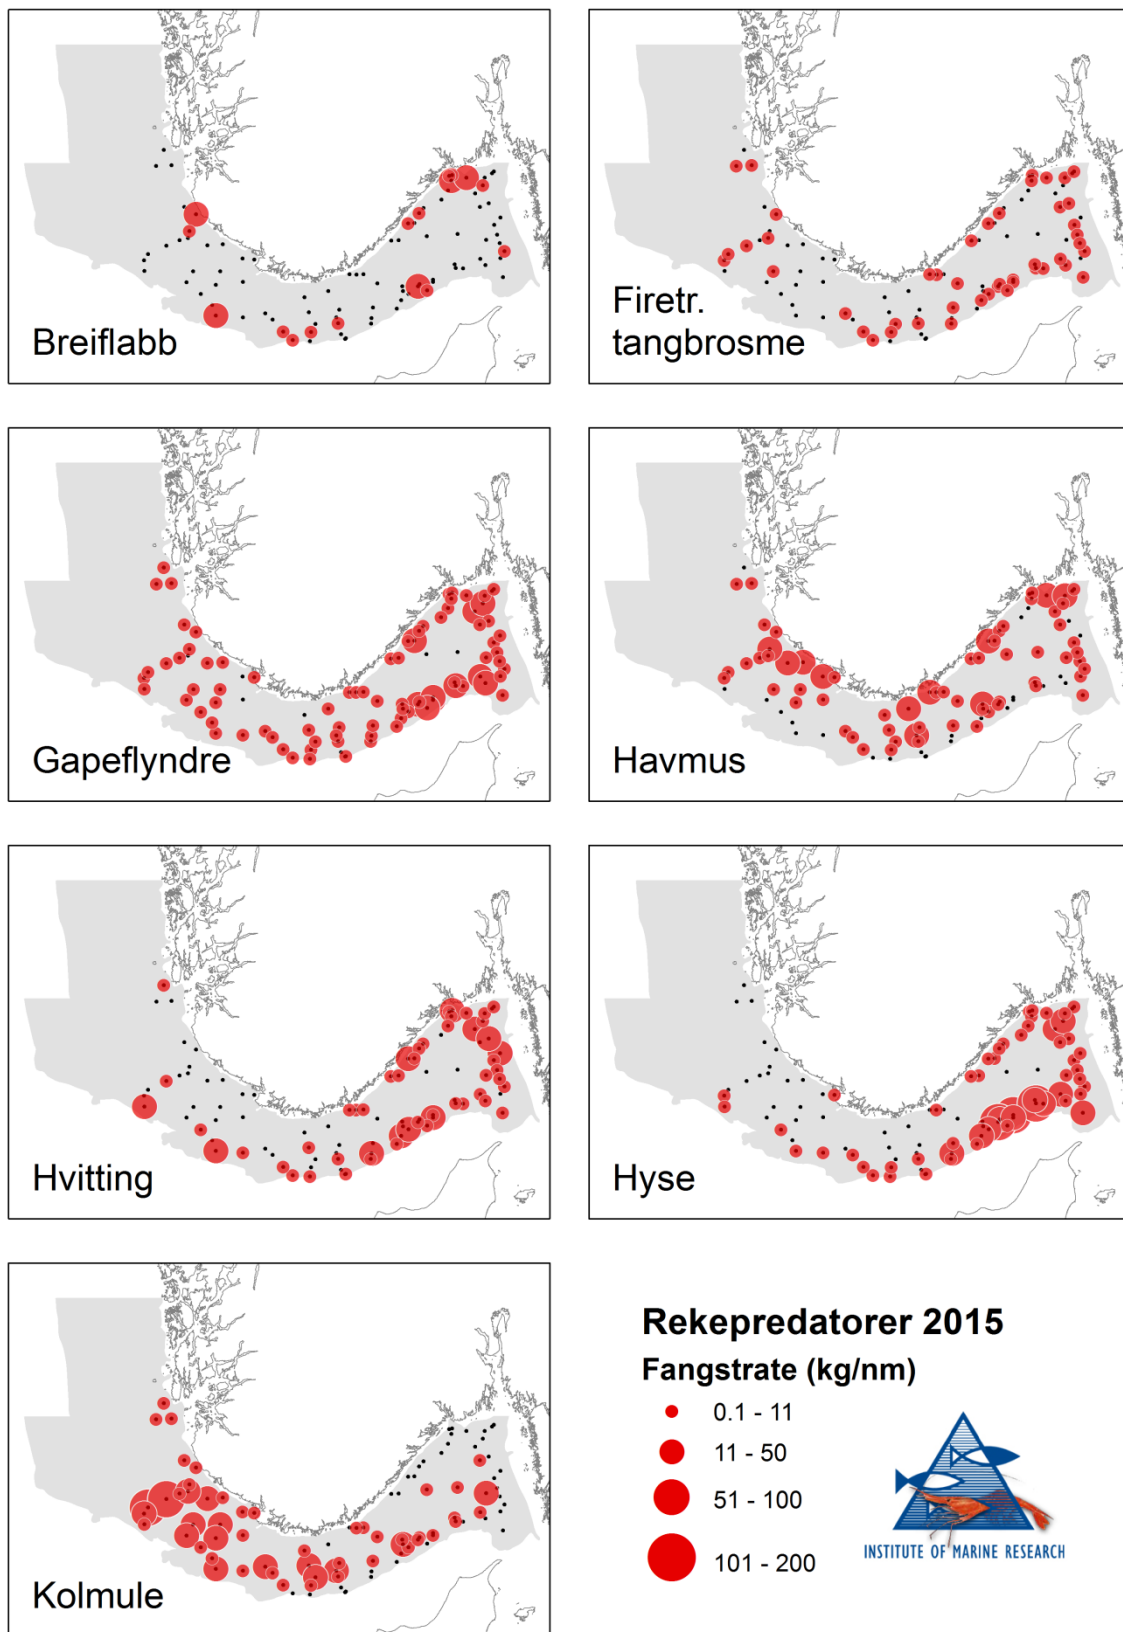 Breiflabb
Firetr.
tangbrosme
Gapeflyndre
Havmus
Hvitting
Hyse
Kolmule
Rekepredatorer 2015
Fangstrate (kg/nm)
0.1 - 11
11 - 50
51 - 100
101 - 200
INSTITUTE OF MARINE RESEARCH